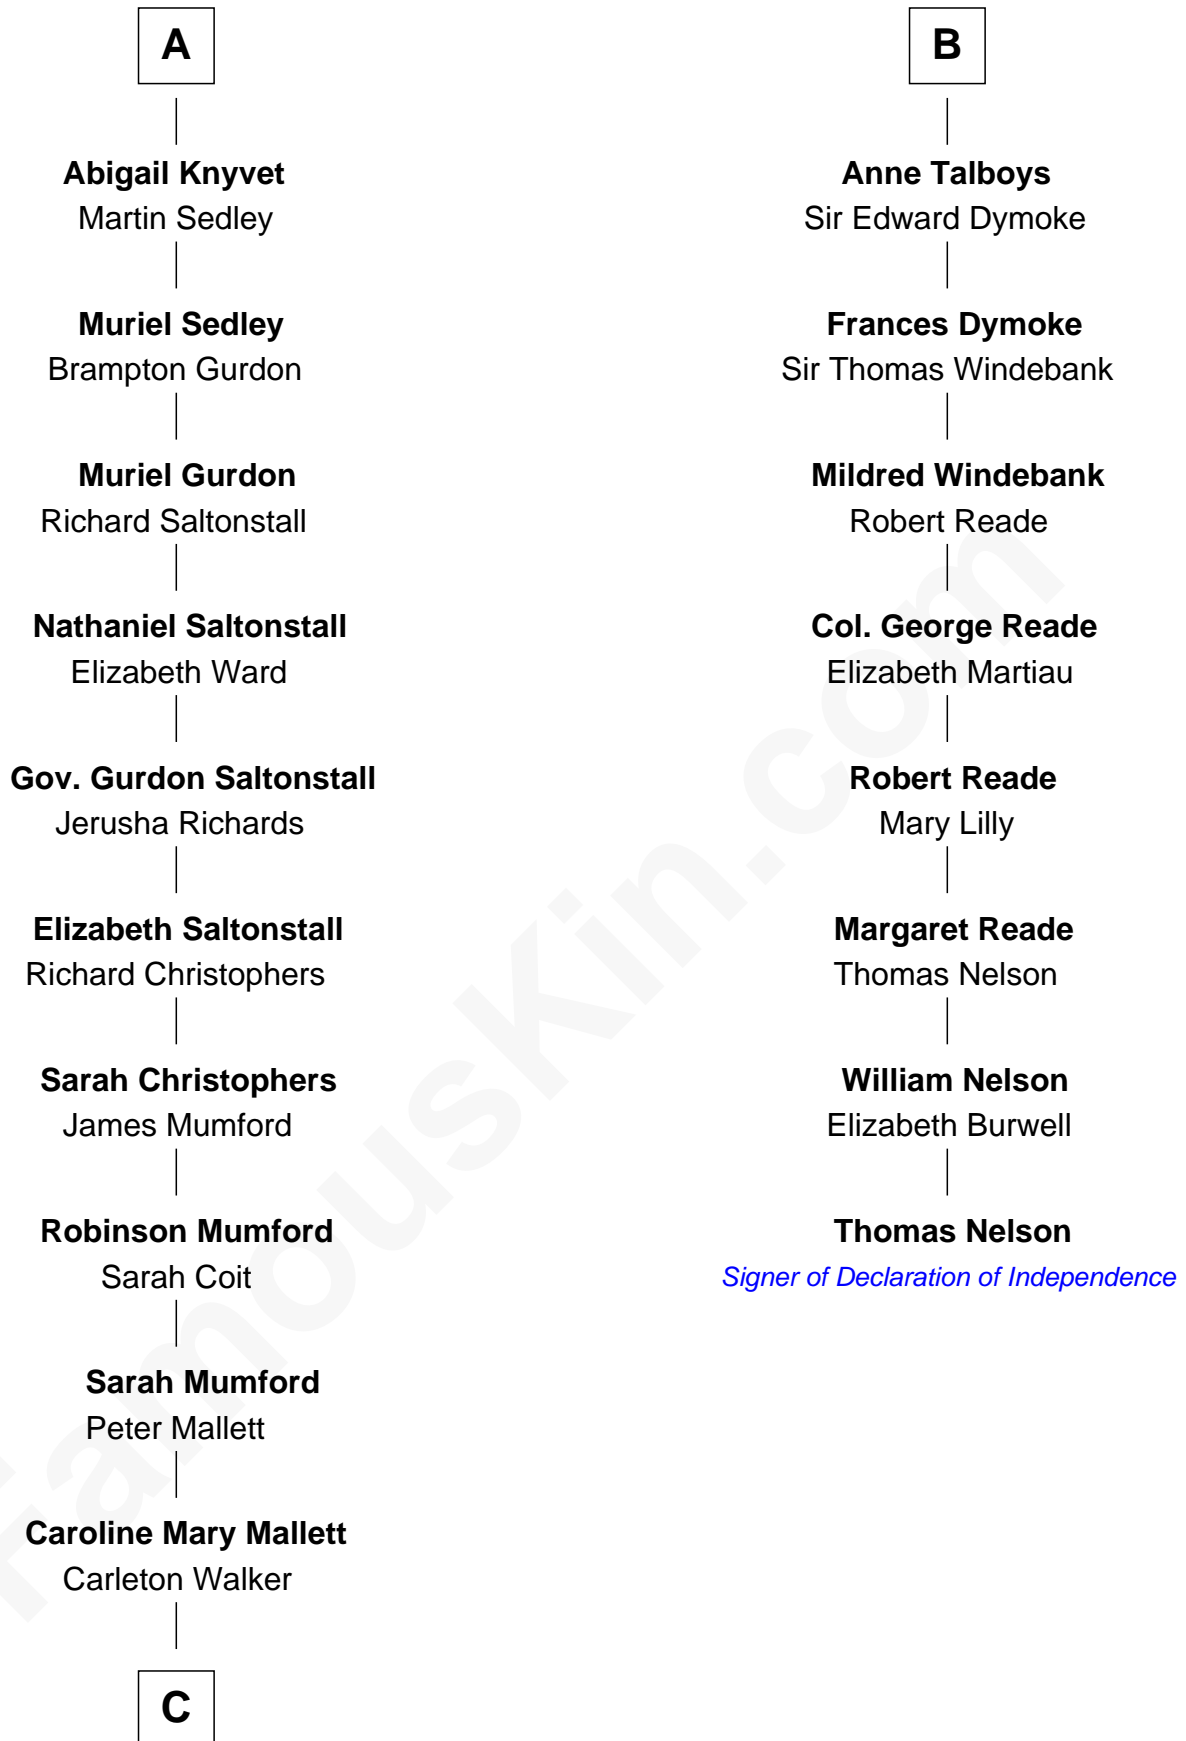 A
Abigail Knyvet
Martin Sedley
Muriel Sedley
Brampton Gurdon
Muriel Gurdon
Richard Saltonstall
Nathaniel Saltonstall
Elizabeth Ward
Gov. Gurdon Saltonstall
Jerusha Richards
Elizabeth Saltonstall
Richard Christophers
Sarah Christophers
James Mumford
Robinson Mumford
Sarah Coit
Sarah Mumford
Peter Mallett
Caroline Mary Mallett
Carleton Walker
C
B
Anne Talboys
Sir Edward Dymoke
Frances Dymoke
Sir Thomas Windebank
Mildred Windebank
Robert Reade
Col. George Reade
Elizabeth Martiau
Robert Reade
Mary Lilly
Margaret Reade
Thomas Nelson
William Nelson
Elizabeth Burwell
Thomas Nelson
Signer of Declaration of Independence
FamousKin.com